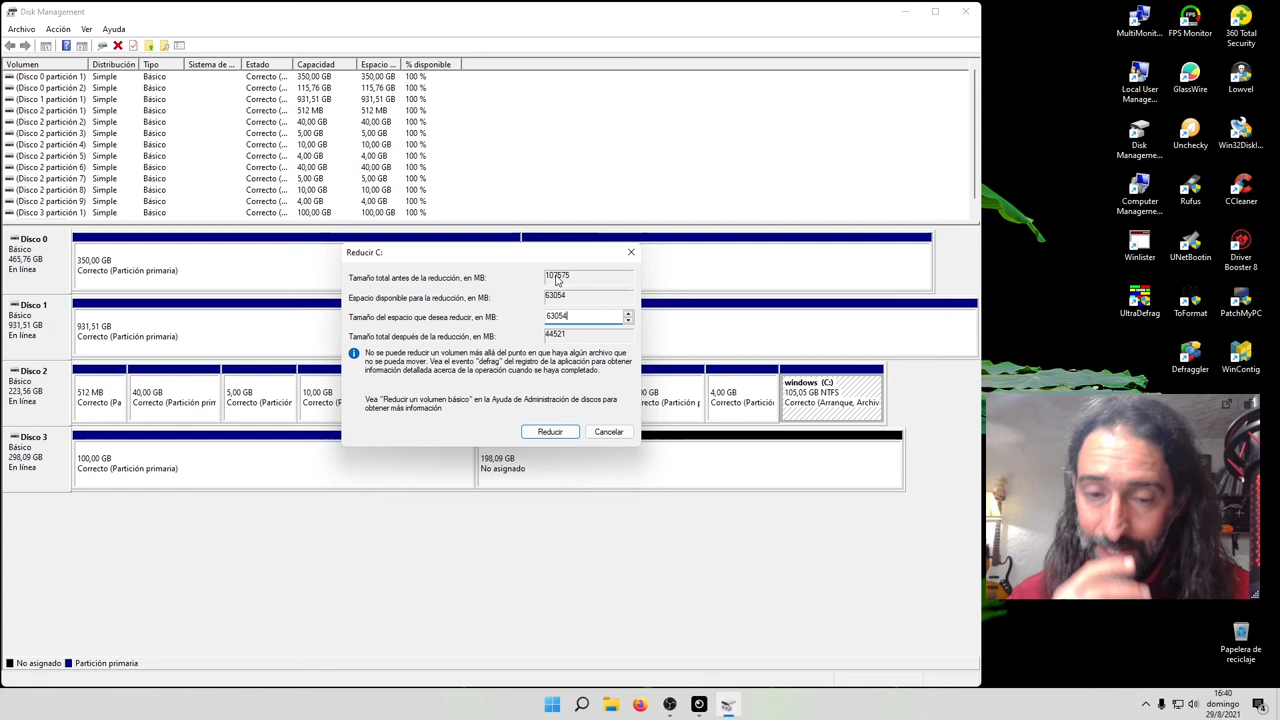 Disk Management
Archivo Acción Ver Ayuda
Volumen Distribución Tipo Sistema de ... Estado Capacidad Espacio ... % disponible
(Disco 0 partición 1) Simple Básico Correcto (... 350,00 GB 350,00 GB 100 %
(Disco 0 partición 2) Simple Básico Correcto (... 115,76 GB 115,76 GB 100 %
(Disco 1 partición 1) Simple Básico Correcto (... 931,51 GB 931,51 GB 100 %
(Disco 2 partición 1) Simple Básico Correcto (... 512 MB 512 MB 100 %
(Disco 2 partición 2) Simple Básico Correcto (... 40,00 GB 40,00 GB 100 %
(Disco 2 partición 3) Simple Básico Correcto (... 5,00 GB 5,00 GB 100 %
(Disco 2 partición 4) Simple Básico Correcto (... 10,00 GB 10,00 GB 100 %
(Disco 2 partición 5) Simple Básico Correcto (... 4,00 GB 4,00 GB 100 %
(Disco 2 partición 6) Simple Básico Correcto (... 40,00 GB 40,00 GB 100 %
(Disco 2 partición 7) Simple Básico Correcto (... 5,00 GB 5,00 GB 100 %
(Disco 2 partición 8) Simple Básico Correcto (... 10,00 GB 10,00 GB 100 %
(Disco 2 partición 9) Simple Básico Correcto (... 4,00 GB 4,00 GB 100 %
(Disco 3 partición 1) Simple Básico Correcto (... 100,00 GB 100,00 GB 100 %
Disco 0
Básico
465,76 GB
En línea
350,00 GB
Correcto (Partición primaria)
Disco 1
Básico
931,51 GB
En línea
931,51 GB
Correcto (Partición primaria)
Disco 2
Básico
223,56 GB
En línea
512 MB
Correcto (Pa
40,00 GB
Correcto (Partición prim
5,00 GB
Correcto (Par
10,00 GB
Correcto (Pa
ón p
4,00 GB
Correcto (Par
windows (C:)
105,05 GB NTFS
Correcto (Arranque, Archiv
Disco 3
Básico
298,09 GB
En línea
100,00 GB
Correcto (Partición primaria)
198,09 GB
No asignado
Reducir C:
Tamaño total antes de la reducción, en MB: 107575
Espacio disponible para la reducción, en MB: 63054
Tamaño del espacio que desea reducir, en MB: 63054
Tamaño total después de la reducción, en MB: 44521
No se puede reducir un volumen más allá del punto en que haya algún archivo que
no se pueda mover. Vea el evento "defrag" del registro de la aplicación para obtener
información detallada acerca de la operación cuando se haya completado.
Vea "Reducir un volumen básico" en la Ayuda de Administración de discos para
obtener más información
Reducir Cancelar
No asignado Partición primaria
MultiMonit...
FPS Monitor
360 Total
Security
Local User
Manage...
GlassWire
Lowvel
Disk
Manageme...
Unchecky
Win32DiskI...
Computer
Manageme...
Rufus
CCleaner
Winlister
UNetBootin
Driver
Booster 8
UltraDefrag
ToFormat
PatchMyPC
Defraggler
WinContig
Papelera de
reciclaje
16:40
domingo
29/8/2021
4